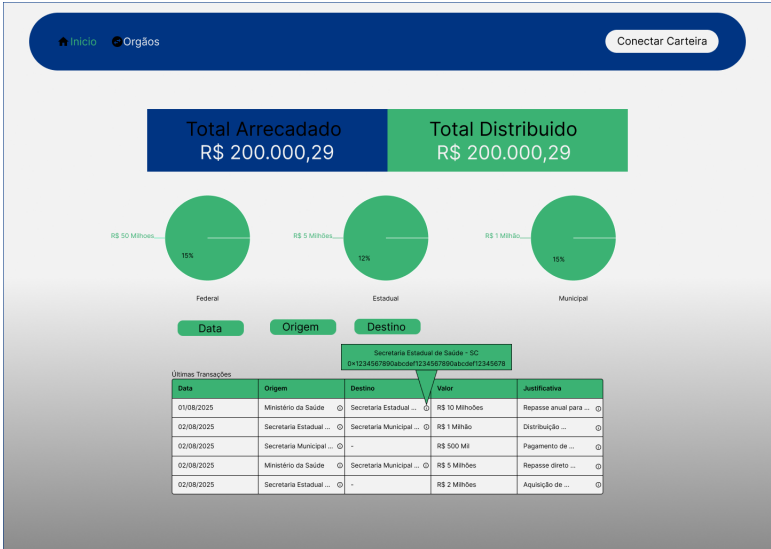 Início
Orgãos
Conectar Carteira
Total Arrecadado
R$ 200.000,29
Total Distribuido
R$ 200.000,29
R$ 50 Milhoes
15%
Federal
R$ 5 Milhões
12%
Estadual
R$ 1 Milhão
15%
Municipal
Data
Origem
Destino
Secretaria Estadual de Saúde - SC
0x1234567890abcdef1234567890abcdef12345678
Últimas Transações
Data Origem Destino Valor Justificativa
01/08/2025 Ministério da Saúde Secretaria Estadual ... R$ 10 Milhoões Repasse anual para ...
02/08/2025 Secretaria Estadual ... Secretaria Municipal ... R$ 1 Milhão Distribuição ...
02/08/2025 Secretaria Municipal ... - R$ 500 Mil Pagamento de ...
02/08/2025 Ministério da Saúde Secretaria Municipal ... R$ 5 Milhões Repasse direto ...
02/08/2025 Secretaria Estadual ... - R$ 2 Milhões Aquisição de ...